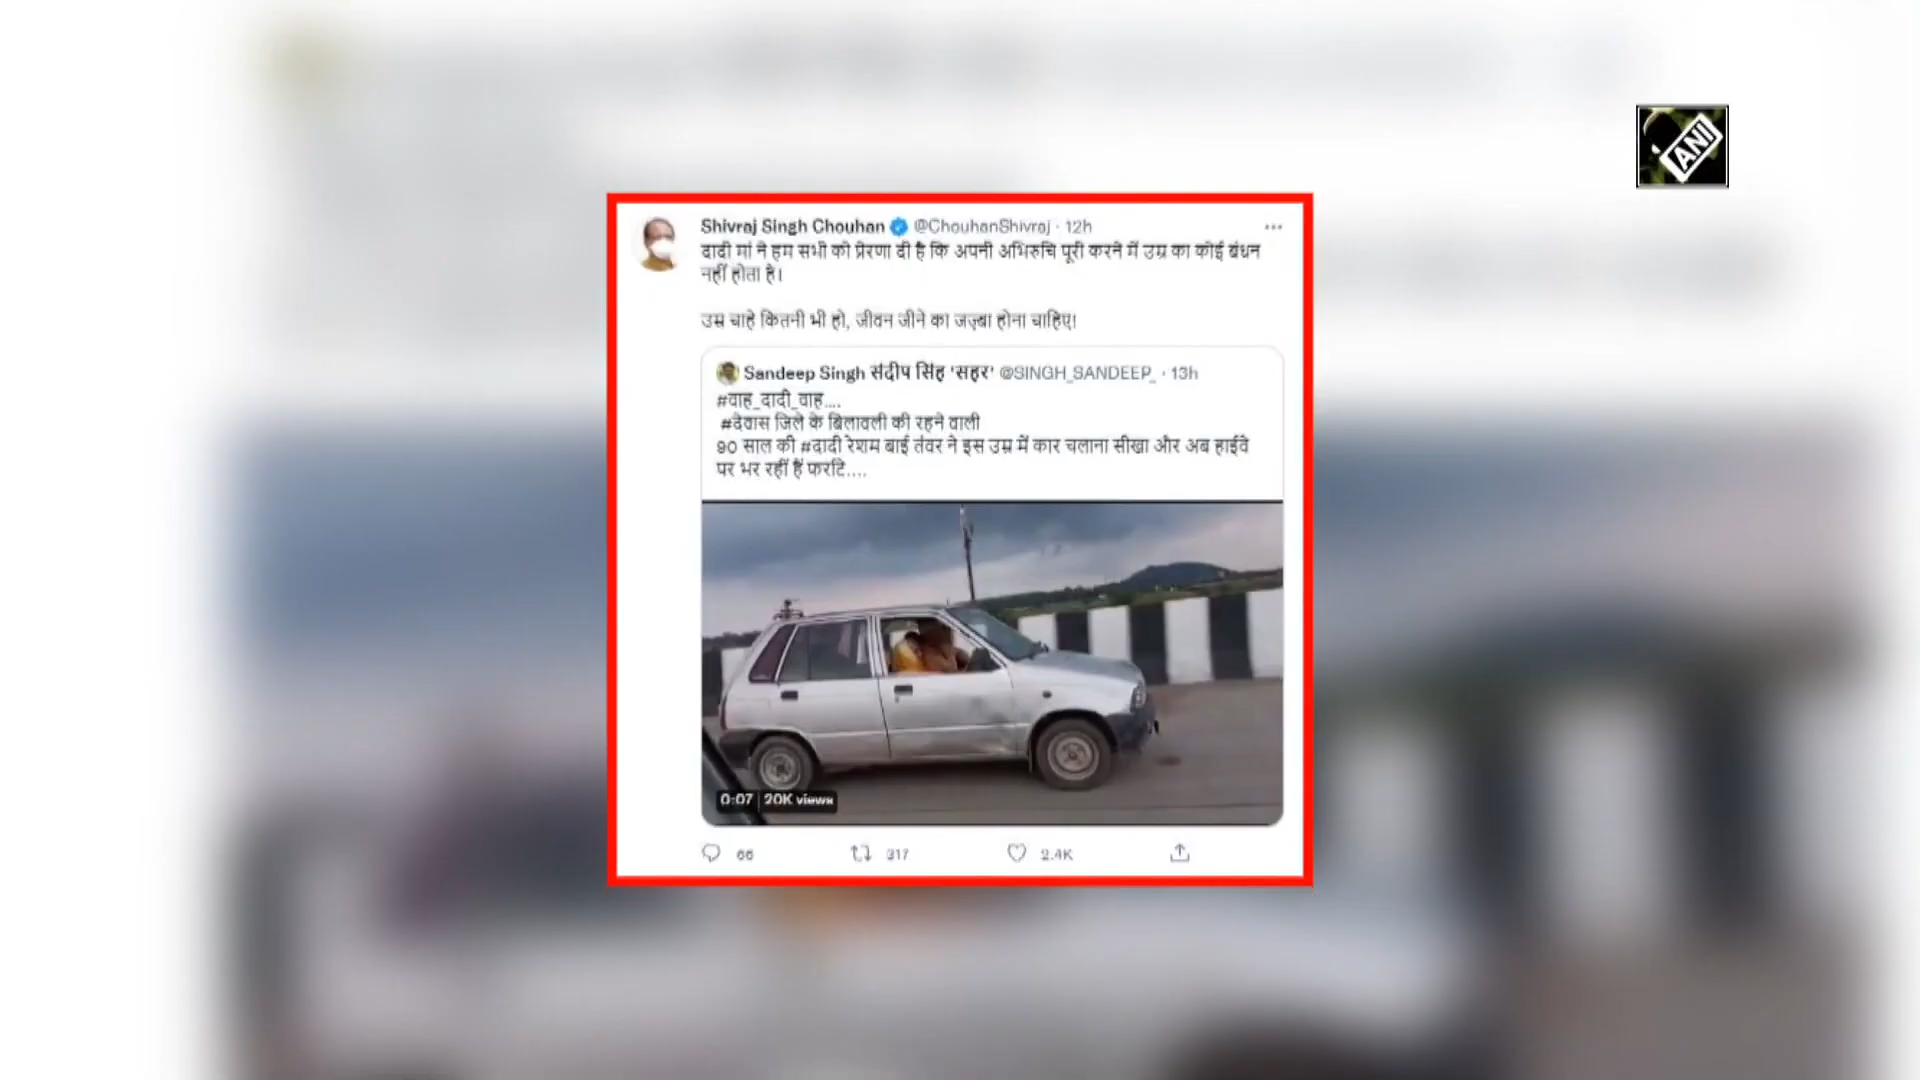 ANI
Shivraj Singh Chouhan @ChouhanShivraj · 12h
दादी मां ने हम सभी को प्रेरणा दी है कि अपनी अभिरुचि पूरी करने में उम्र का कोई बंधन
नहीं होता है।
उम्र चाहे कितनी भी हो, जीवन जीने का जज़्बा होना चाहिए!
Sandeep Singh संदीप सिंह 'सहर' @SINGH_SANDEEP_ · 13h
#वाह_दादी_वाह....
#देवास जिले के बिलावली की रहने वाली
90 साल की #दादी रेशम बाई तंवर ने इस उम्र में कार चलाना सीखा और अब हाईवे
पर भर रहीं हैं फर्राटे....
0:07 20K views
66 317 2.4K